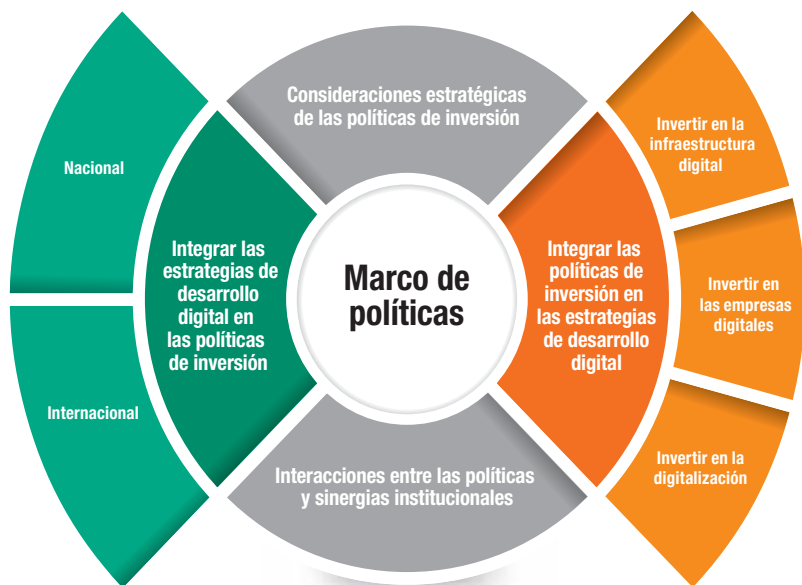 Consideraciones estratégicas
de las políticas de inversión
Nacional
Internacional
Integrar las
estrategias de
desarrollo
digital en
las políticas
de inversión
Marco de
políticas
Integrar las
políticas de
inversión en
las estrategias
de desarrollo
digital
Invertir en la
infraestructura
digital
Invertir en
las empresas
digitales
Invertir en la
digitalización
Interacciones entre las políticas
y sinergias institucionales